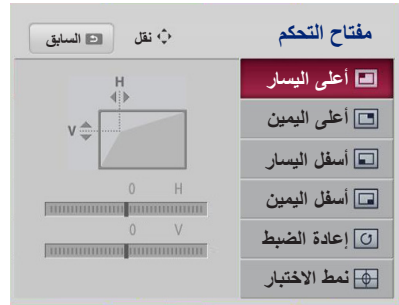 مفتاح التحكم
نقل
السابق
أعلى اليسار
أعلى اليمين
أسفل اليسار
أسفل اليمين
إعادة الضبط
نمط الاختبار
H
V
0 H
0 V